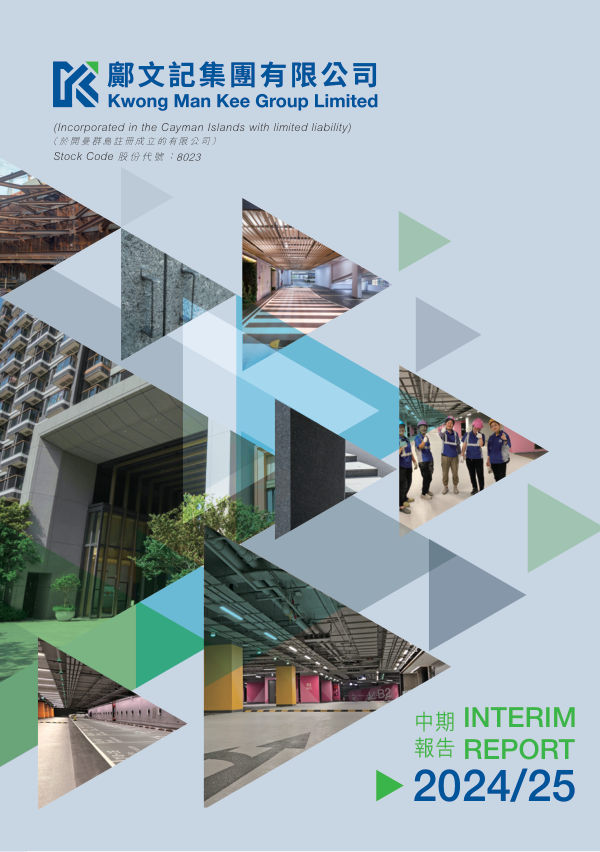 鄺文記集團有限公司
Kwong Man Kee Group Limited
(Incorporated in the Cayman Islands with limited liability)
(於開曼群島註冊成立的有限公司)
Stock Code 股份代號：8023
B2
中期
報告
INTERIM
REPORT
2024/25